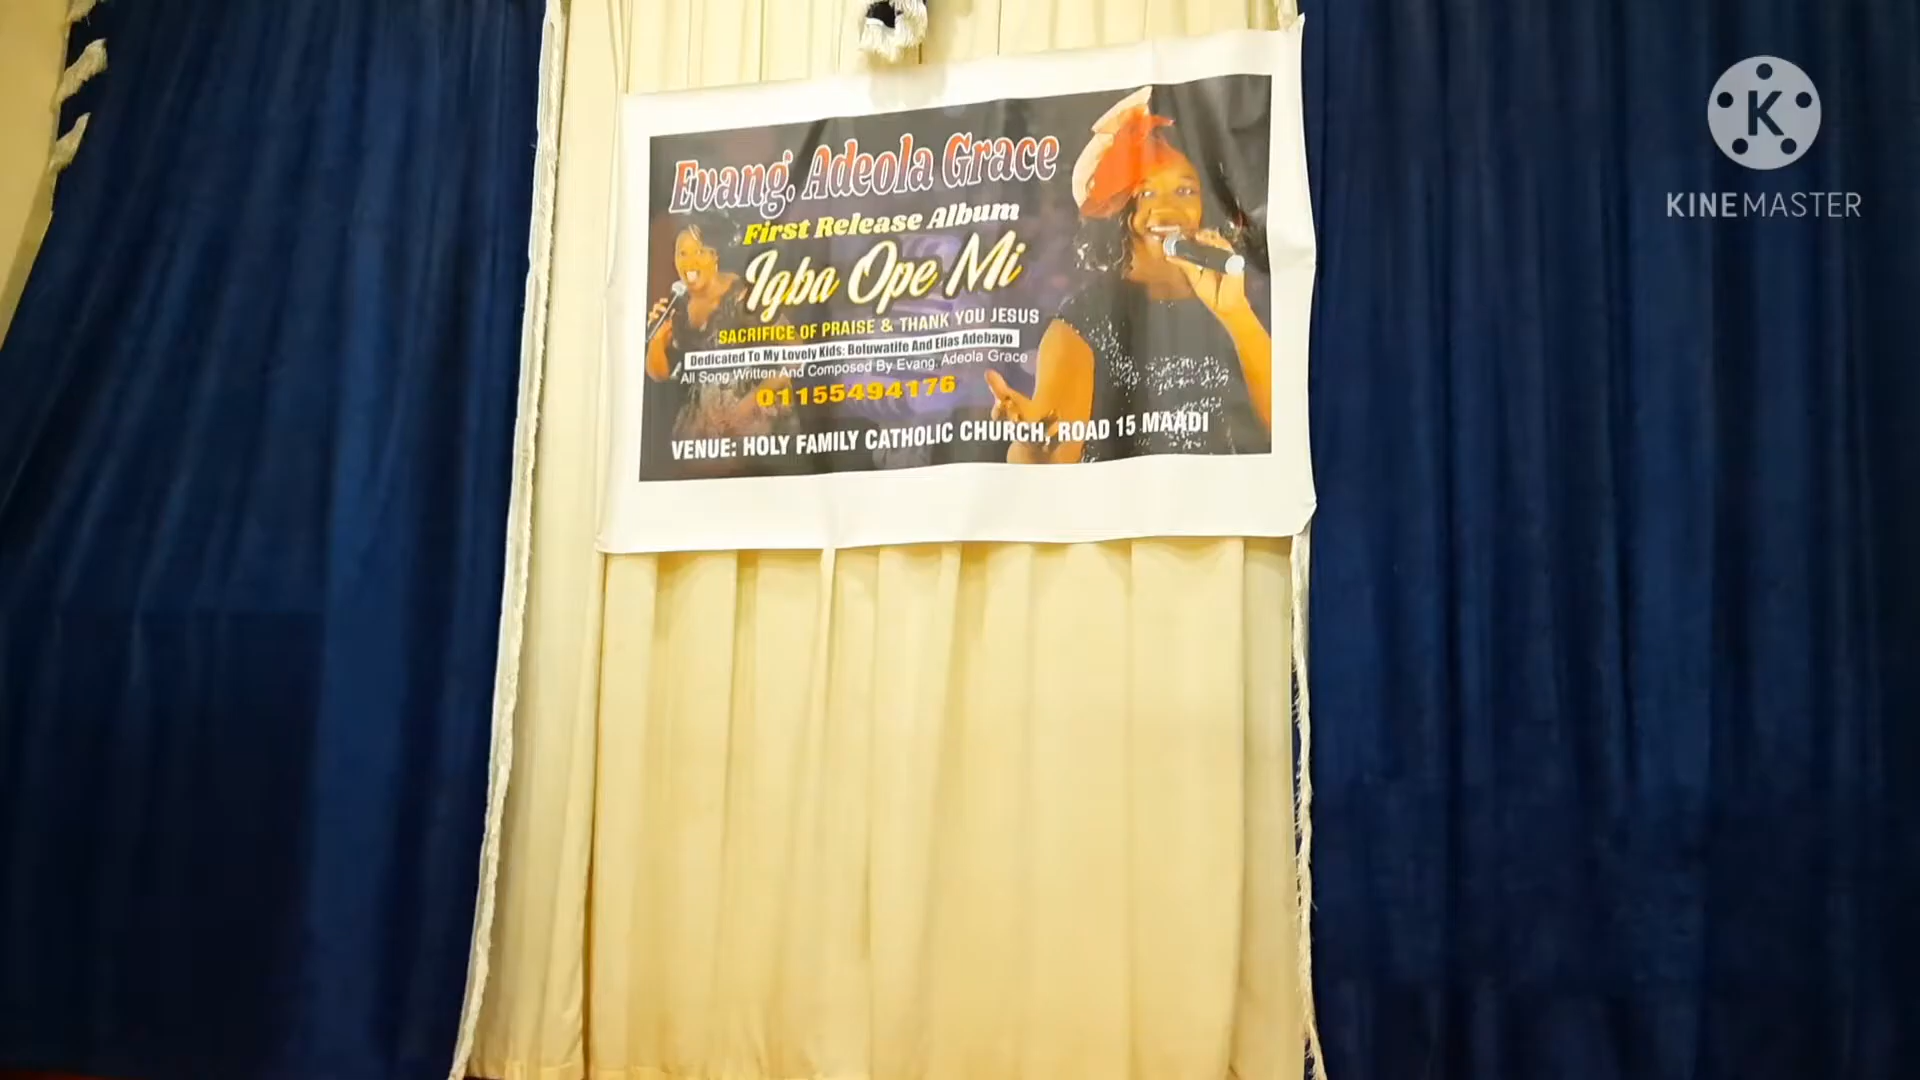 Evang. Adeola Grace
First Release Album
Igba Ope Mi
SACRIFICE OF PRAISE & THANK YOU JESUS
Dedicated To My Lovely Kids: Boluwatife And Elias Adebayo
All Song Written And Composed By Evang. Adeola Grace
01155494176
VENUE: HOLY FAMILY CATHOLIC CHURCH, ROAD 15 MAADI
K
KINEMASTER